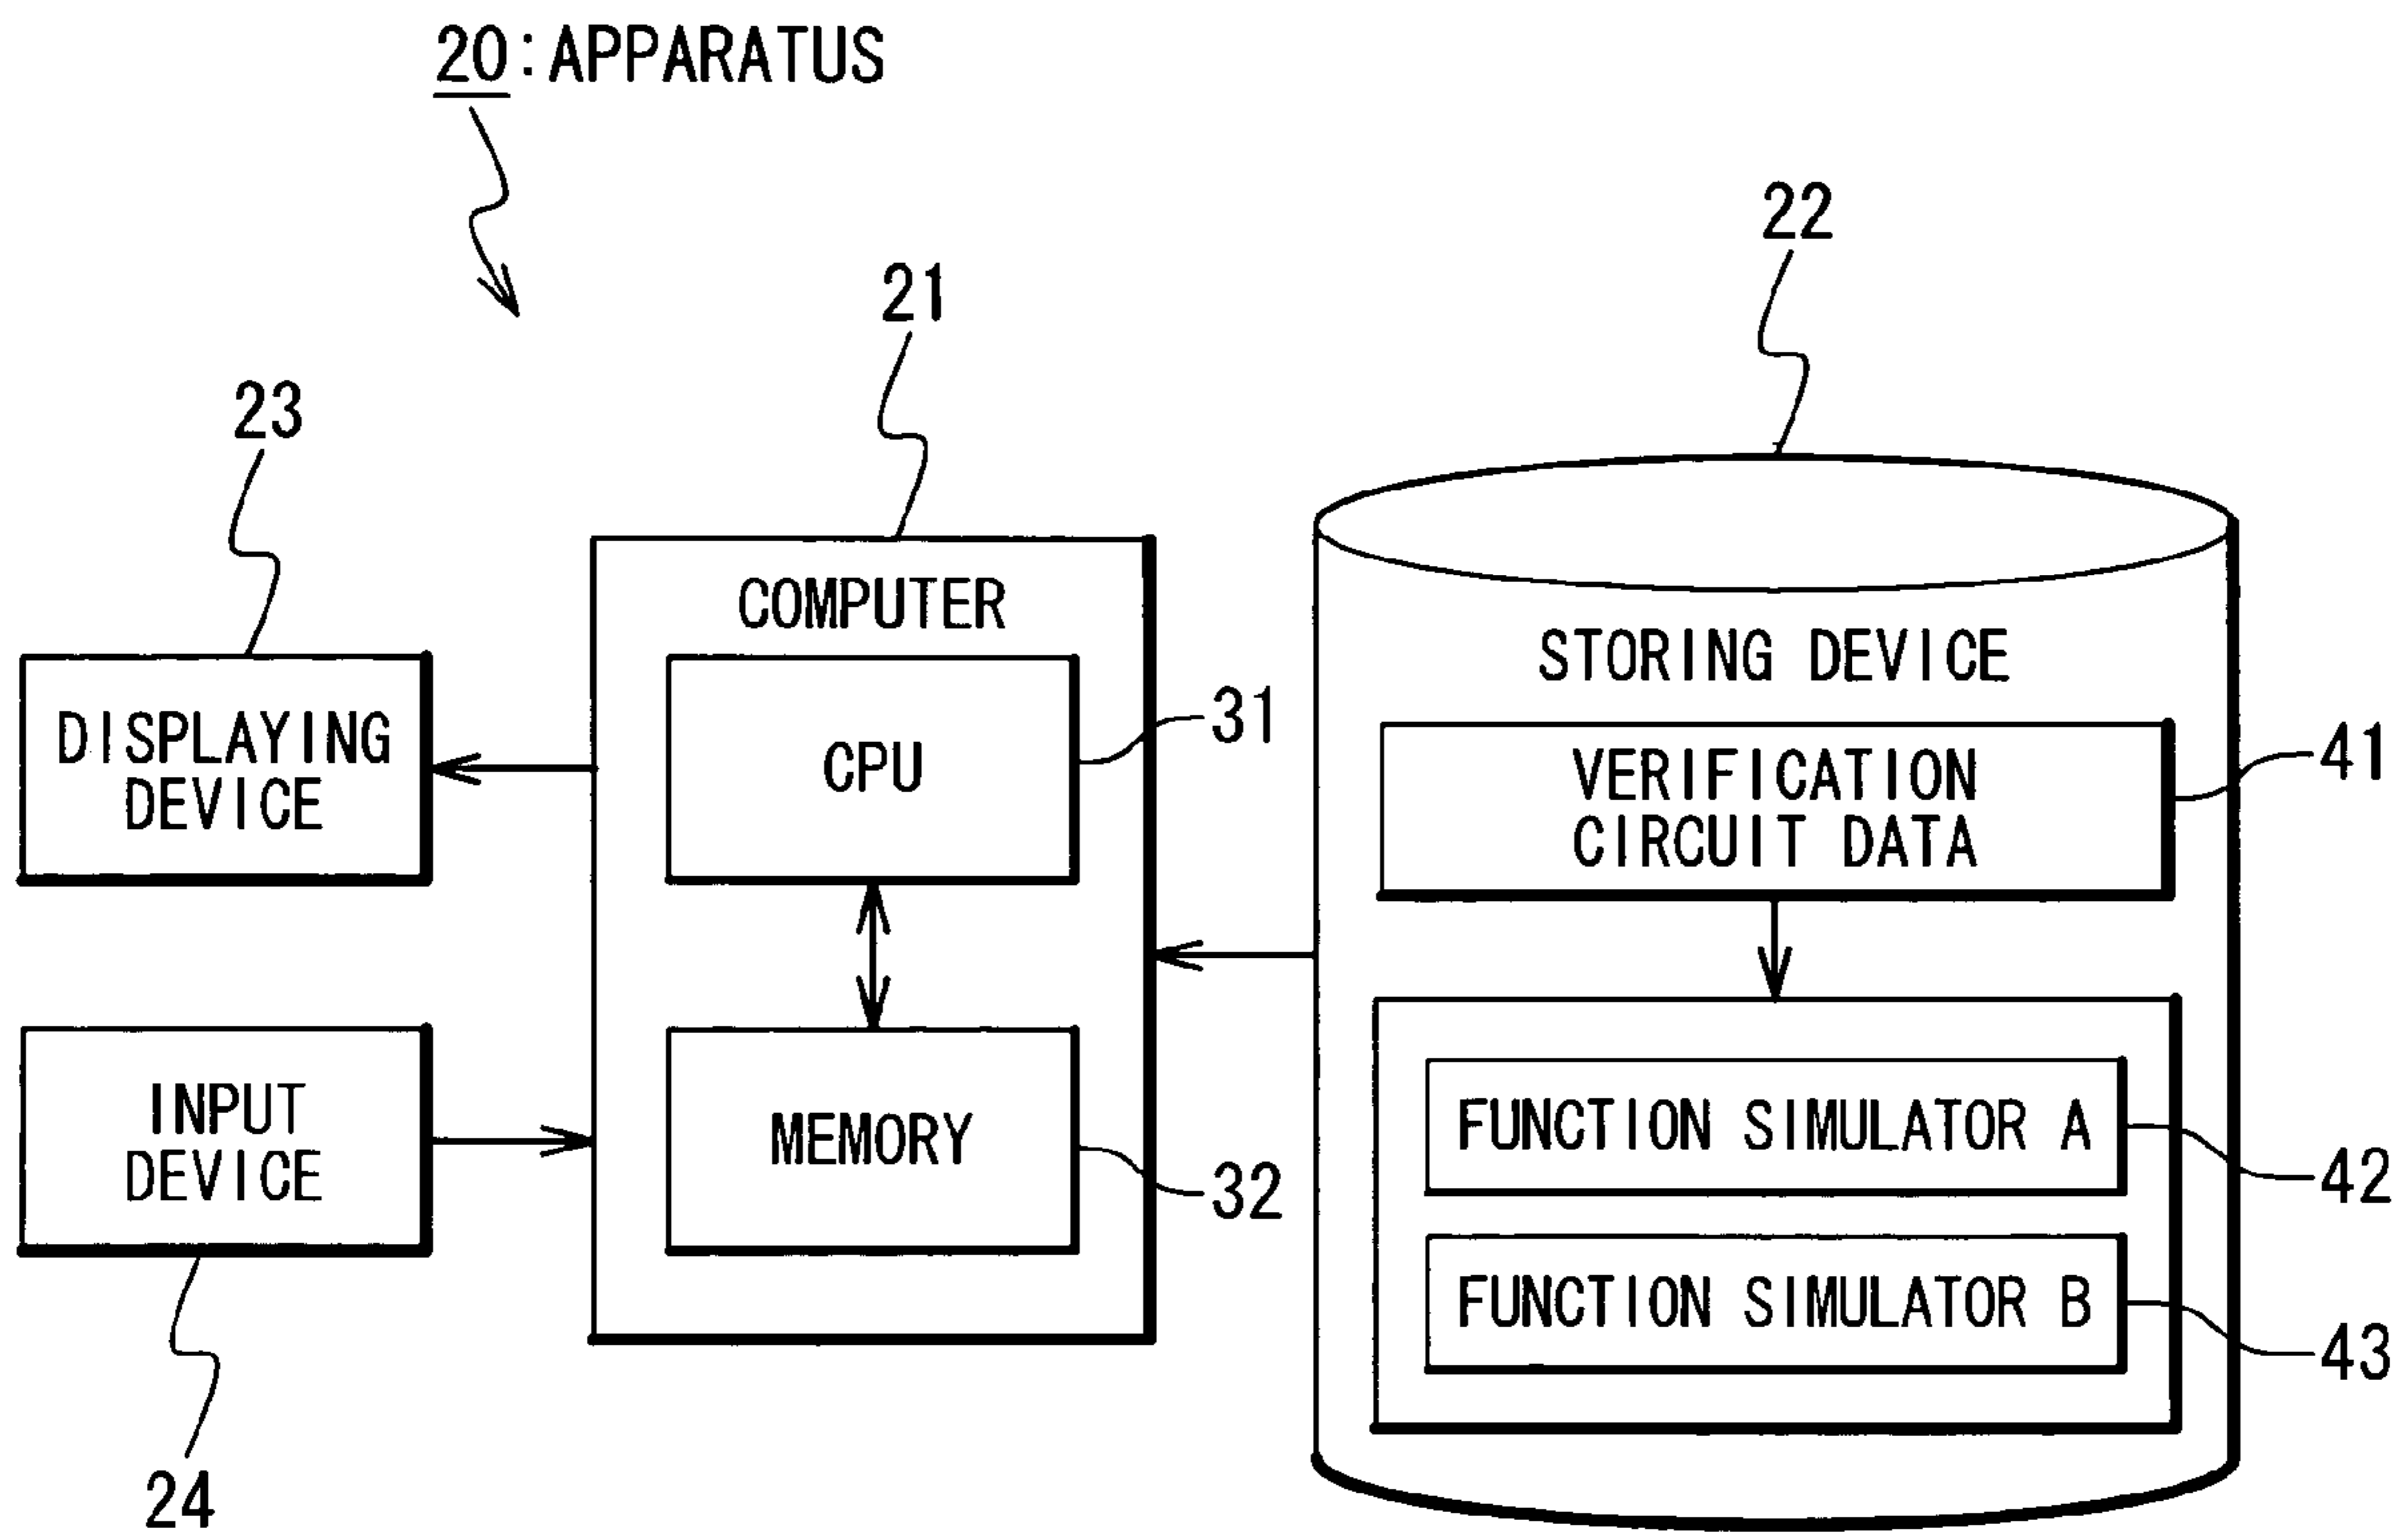 20:APPARATUS
22
21
23
COMPUTER
STORING DEVICE
DISPLAYING
DEVICE
CPU
31
VERIFICATION
CIRCUIT DATA
41
INPUT
DEVICE
MEMORY
32
FUNCTION SIMULATOR A
42
FUNCTION SIMULATOR B
43
24